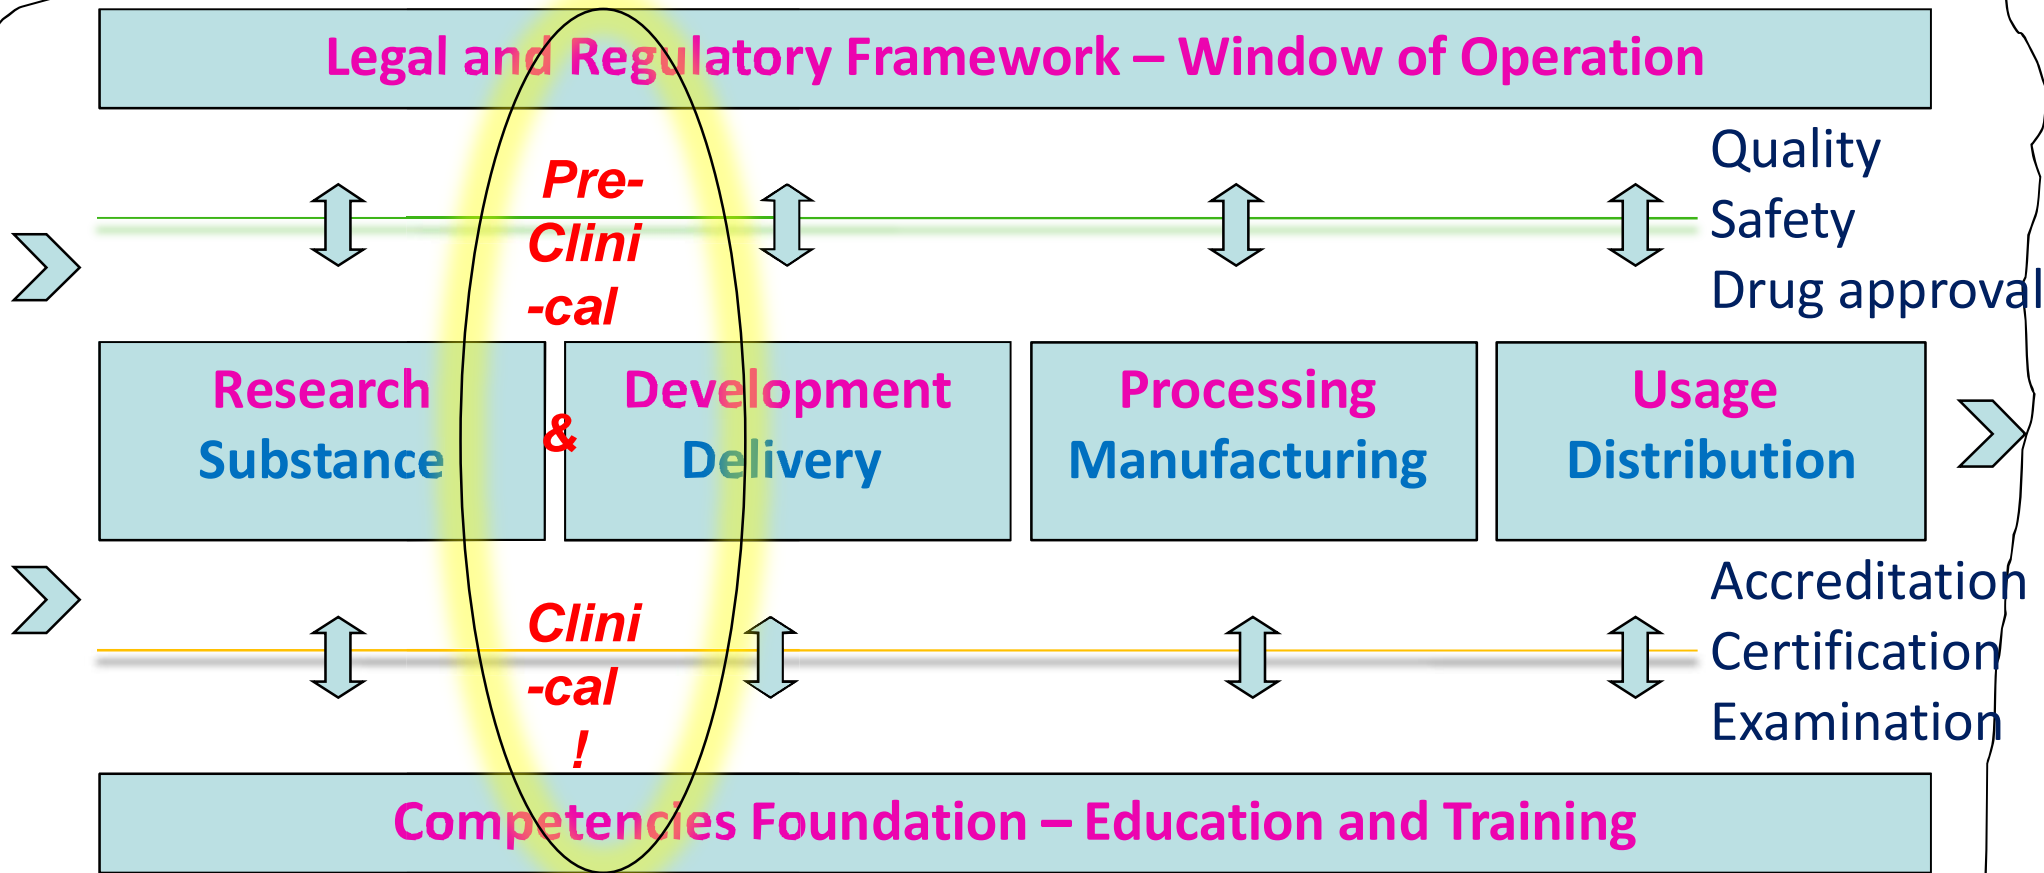 Legal and Regulatory Framework – Window of Operation
Pre-
Clini
-cal
Quality
Safety
Drug approval
Research
Substance
&
Development
Delivery
Processing
Manufacturing
Usage
Distribution
Clini
-cal
!
Accreditation
Certification
Examination
Competencies Foundation – Education and Training